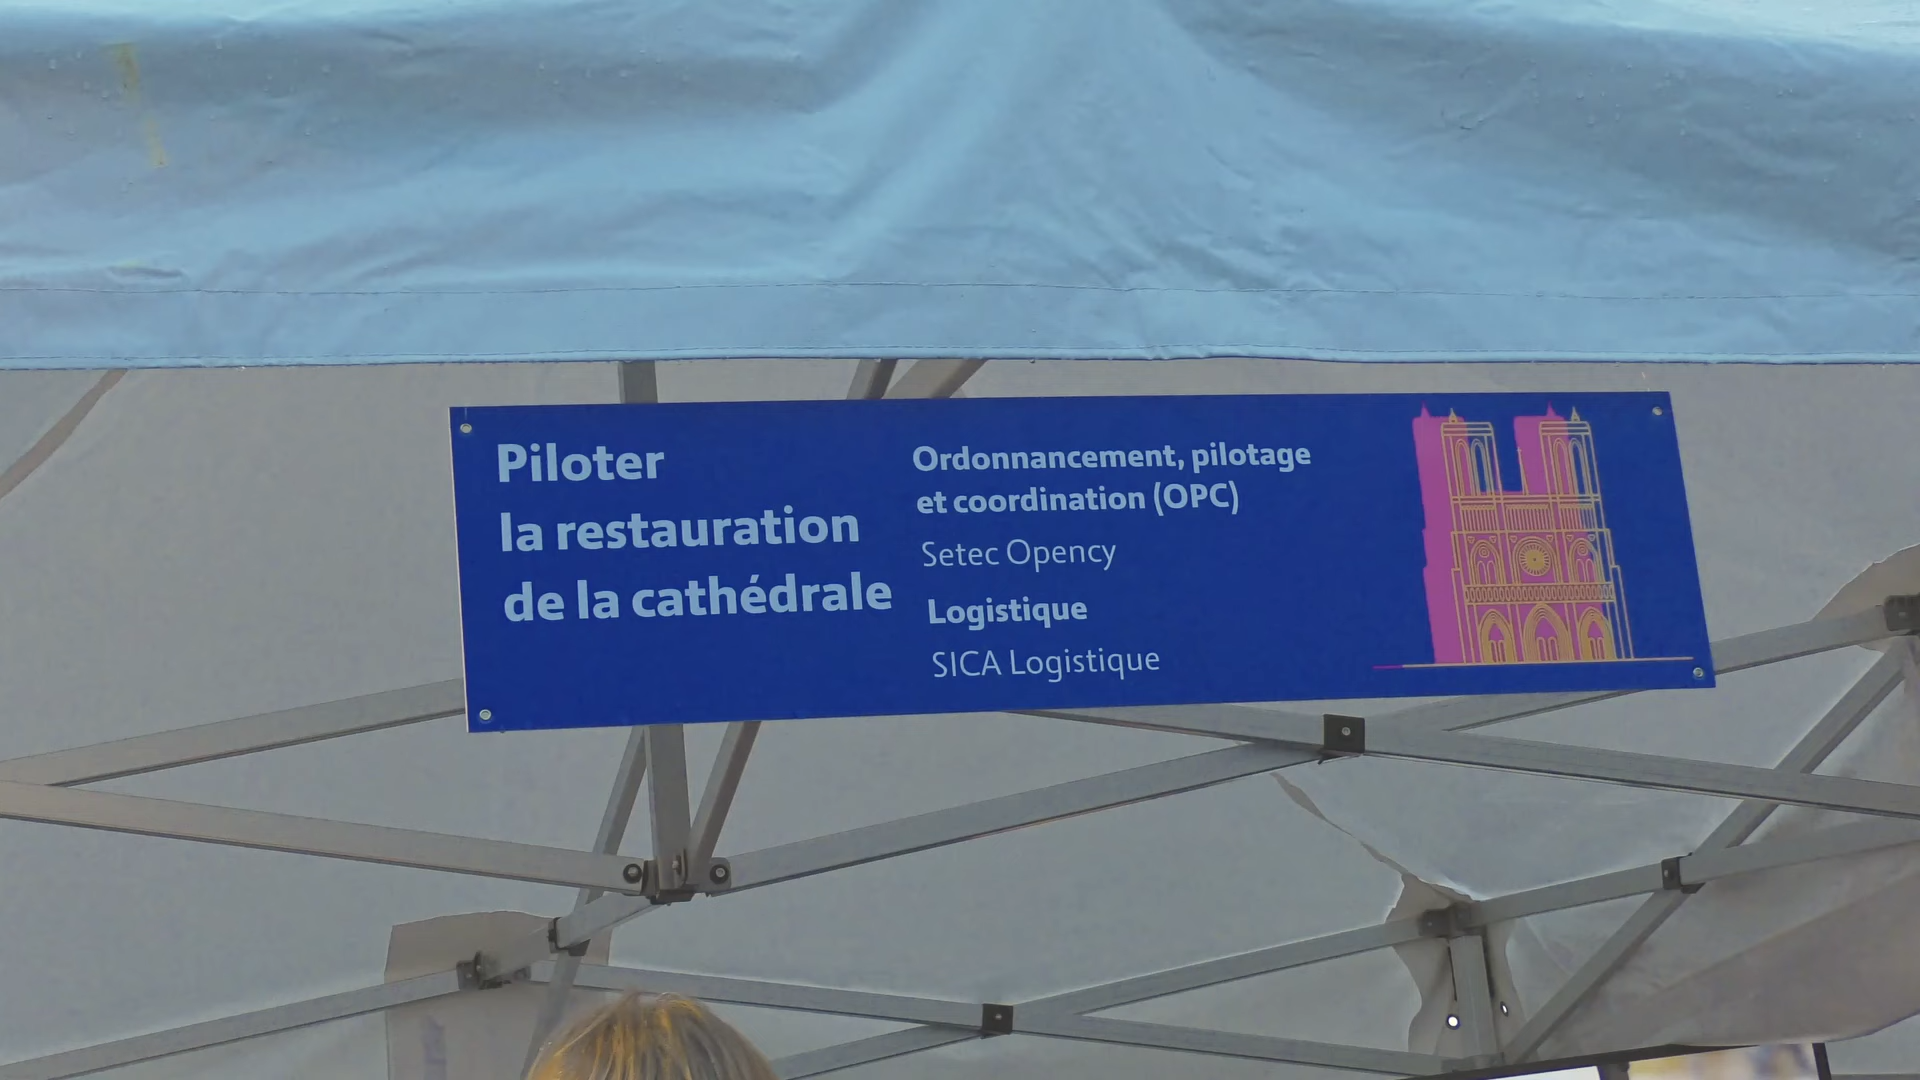 Piloter
la restauration
de la cathédrale
Ordonnancement, pilotage
et coordination (OPC)
Setec Opency
Logistique
SICA Logistique